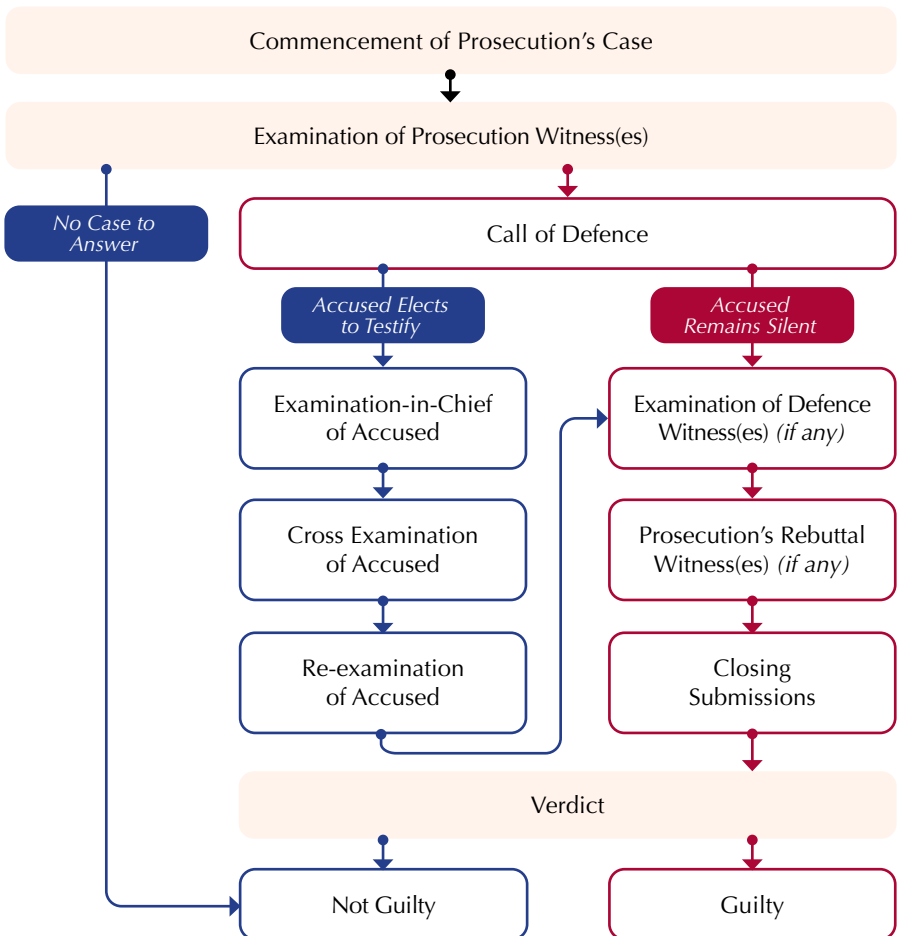 Commencement of Prosecution's Case
Examination of Prosecution Witness(es)
No Case to
Answer
Call of Defence
Accused Elects
to Testify
Accused
Remains Silent
Examination-in-Chief
of Accused
Examination of Defence
Witness(es) (if any)
Cross Examination
of Accused
Prosecution's Rebuttal
Witness(es) (if any)
Re-examination
of Accused
Closing
Submissions
Verdict
Not Guilty
Guilty